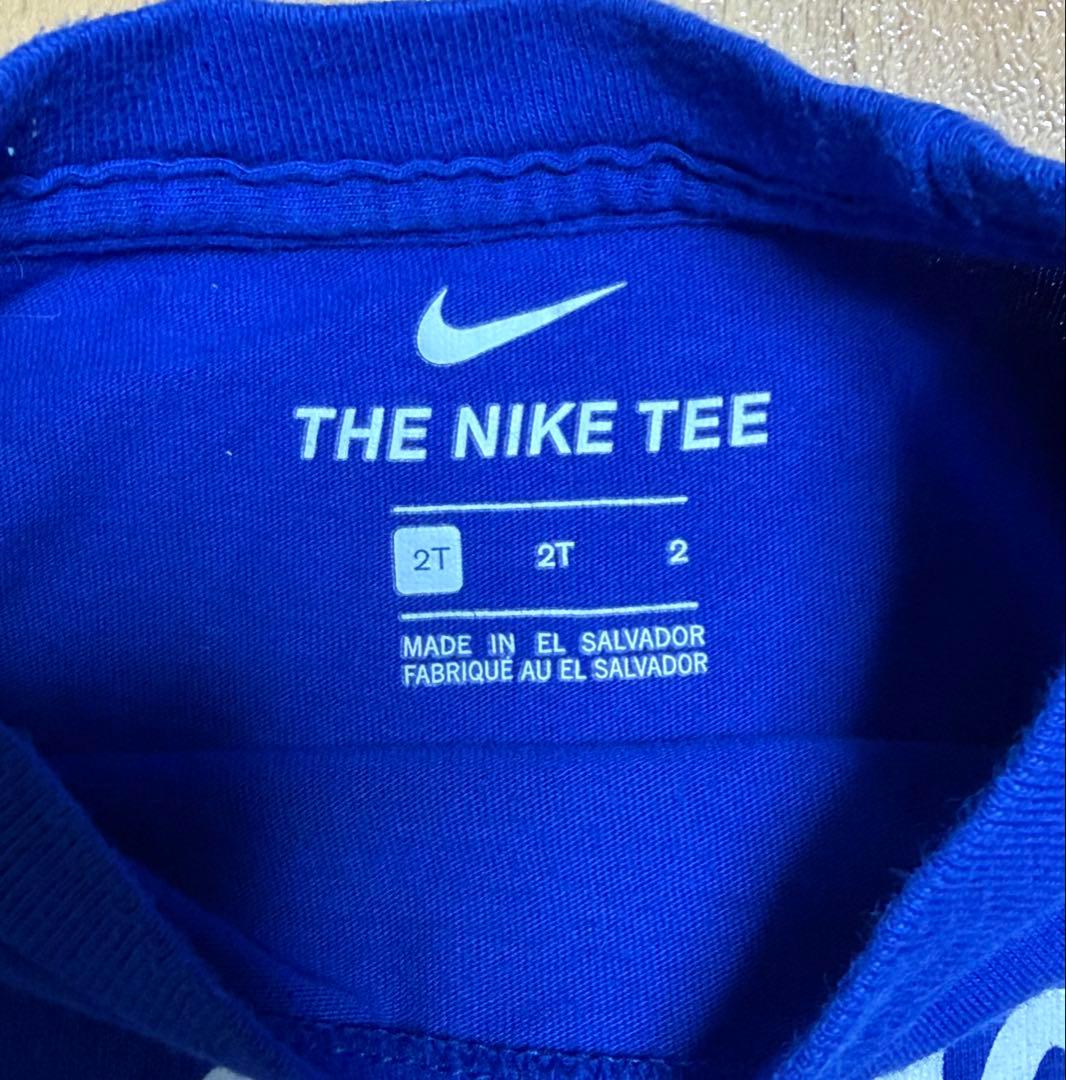 THE NIKE TEE
2T 2T 2
MADE IN EL SALVADOR
FABRIQUÉ AU EL SALVADOR